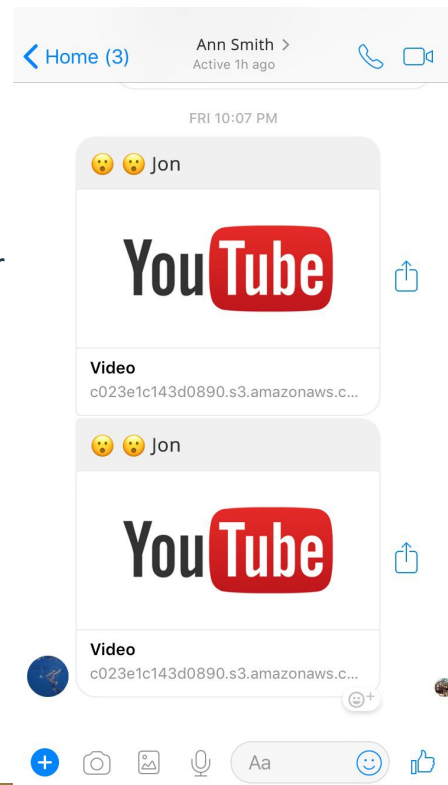 Home (3)
Ann Smith >
Active 1h ago
FRI 10:07 PM
r
😮 😮 Jon
YouTube
Video
c023e1c143d0890.s3.amazonaws.c...
😮 😮 Jon
YouTube
Video
c023e1c143d0890.s3.amazonaws.c...
Aa